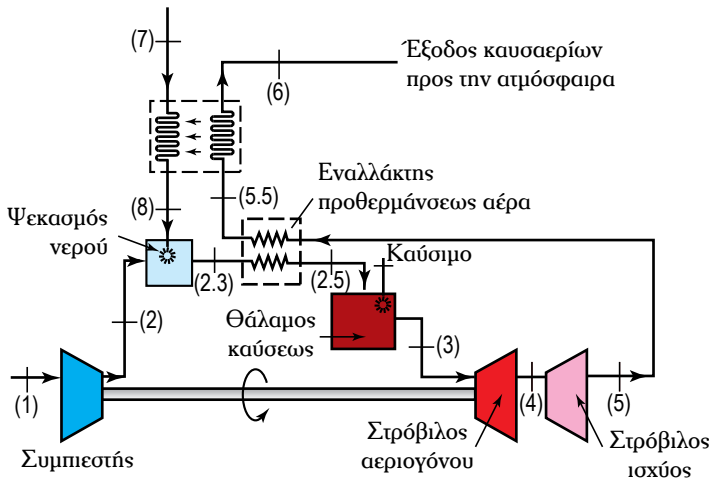 (7)
Έξοδος καυσαερίων
προς την ατμόσφαιρα
(6)
Εναλλάκτης
προθερμάνσεως αέρα
(8)
(5.5)
Ψεκασμός
νερού
Καύσιμο
(2.3)
(2.5)
(2)
Θάλαμος
καύσεως
(3)
(1)
(4)
(5)
Συμπιεστής
Στρόβιλος
αεριογόνου
Στρόβιλος
ισχύος